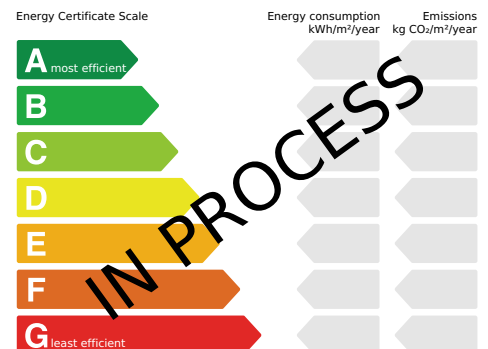 Energy Certificate Scale
Energy consumption
kWh/m²/year
Emissions
kg CO₂/m²/year
A most efficient
B
C
D
E
F
G least efficient
IN PROCESS